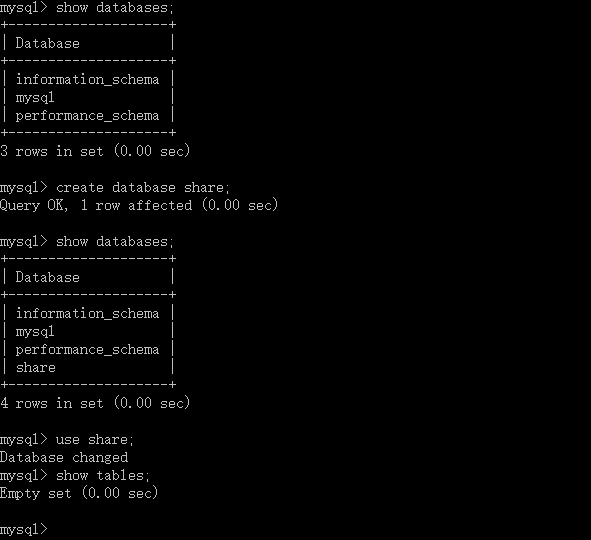 mysql> show databases;
+--------------------+
| Database           |
+--------------------+
| information_schema |
| mysql              |
| performance_schema |
+--------------------+
3 rows in set (0.00 sec)
mysql> create database share;
Query OK, 1 row affected (0.00 sec)
mysql> show databases;
+--------------------+
| Database           |
+--------------------+
| information_schema |
| mysql              |
| performance_schema |
| share              |
+--------------------+
4 rows in set (0.00 sec)
mysql> use share;
Database changed
mysql> show tables;
Empty set (0.00 sec)
mysql>